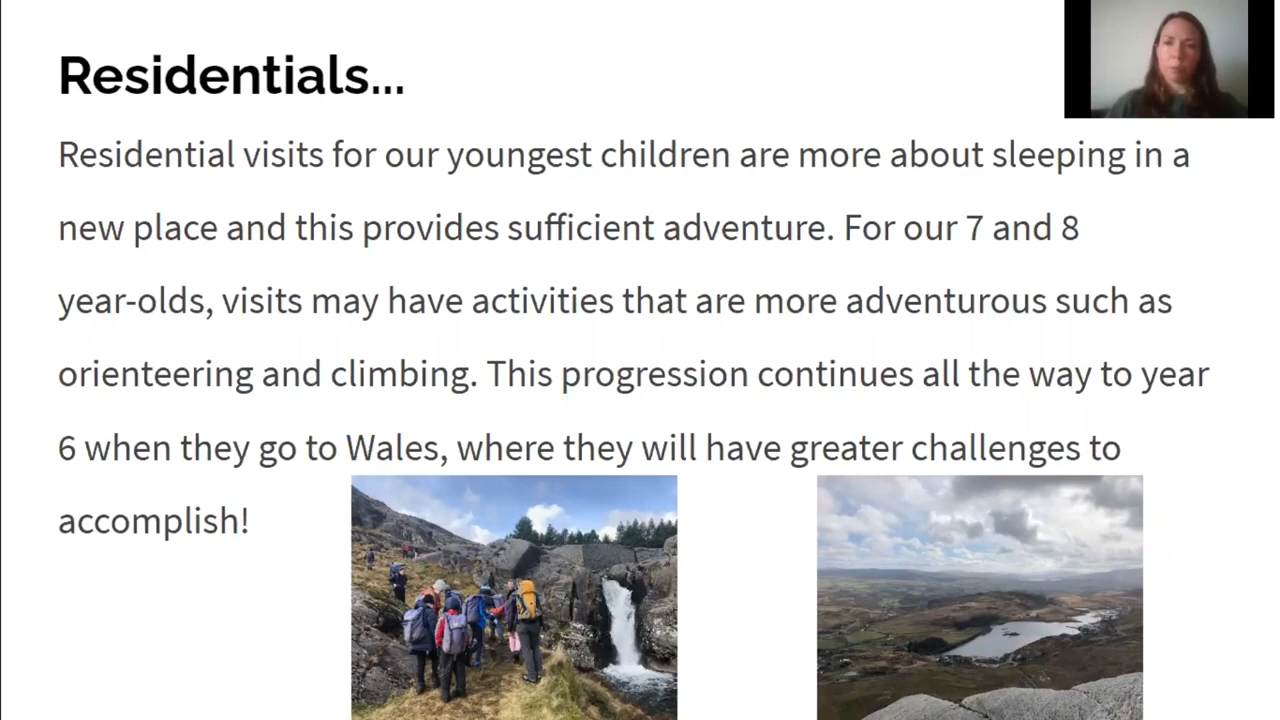 Residentials...
Residential visits for our youngest children are more about sleeping in a
new place and this provides sufficient adventure. For our 7 and 8
year-olds, visits may have activities that are more adventurous such as
orienteering and climbing. This progression continues all the way to year
6 when they go to Wales, where they will have greater challenges to
accomplish!